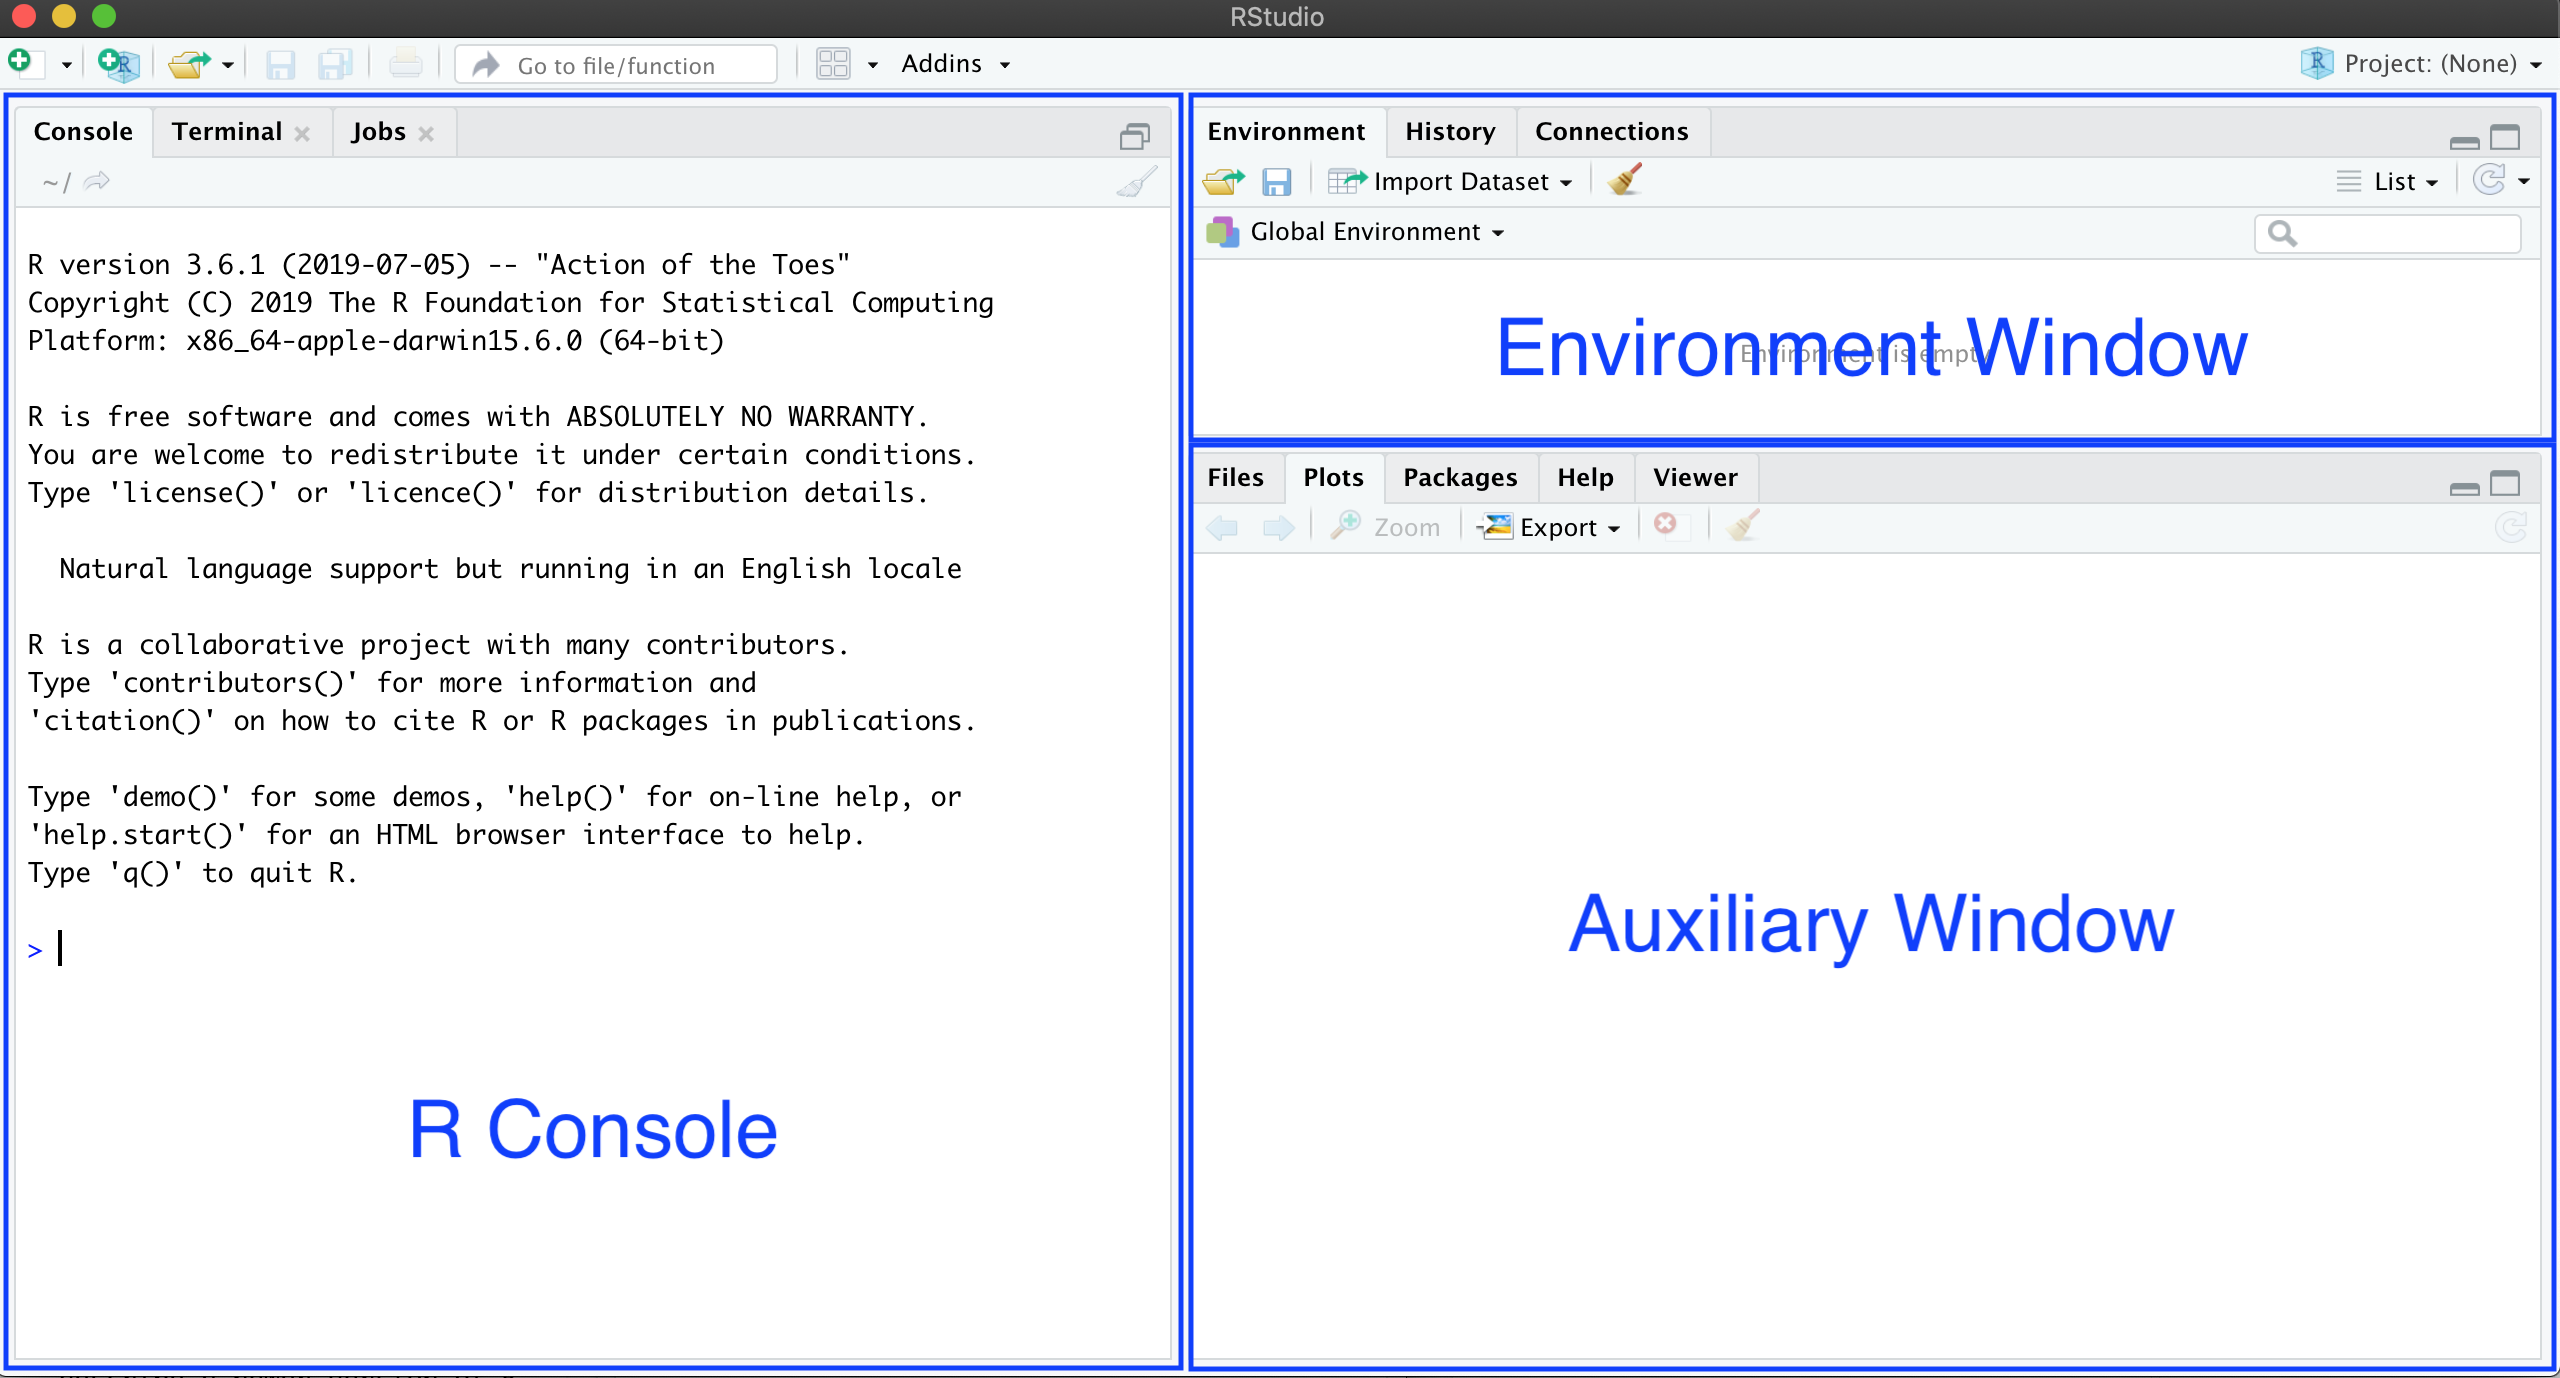 RStudio
Go to file/function
Addins
Project: (None)
Console Terminal Jobs
~/
R version 3.6.1 (2019-07-05) -- "Action of the Toes"
Copyright (C) 2019 The R Foundation for Statistical Computing
Platform: x86_64-apple-darwin15.6.0 (64-bit)
R is free software and comes with ABSOLUTELY NO WARRANTY.
You are welcome to redistribute it under certain conditions.
Type 'license()' or 'licence()' for distribution details.
Natural language support but running in an English locale
R is a collaborative project with many contributors.
Type 'contributors()' for more information and
'citation()' on how to cite R or R packages in publications.
Type 'demo()' for some demos, 'help()' for on-line help, or
'help.start()' for an HTML browser interface to help.
Type 'q()' to quit R.
>
R Console
Environment History Connections
Import Dataset List
Global Environment
Environment is empty
Environment Window
Files Plots Packages Help Viewer
Zoom Export
Auxiliary Window